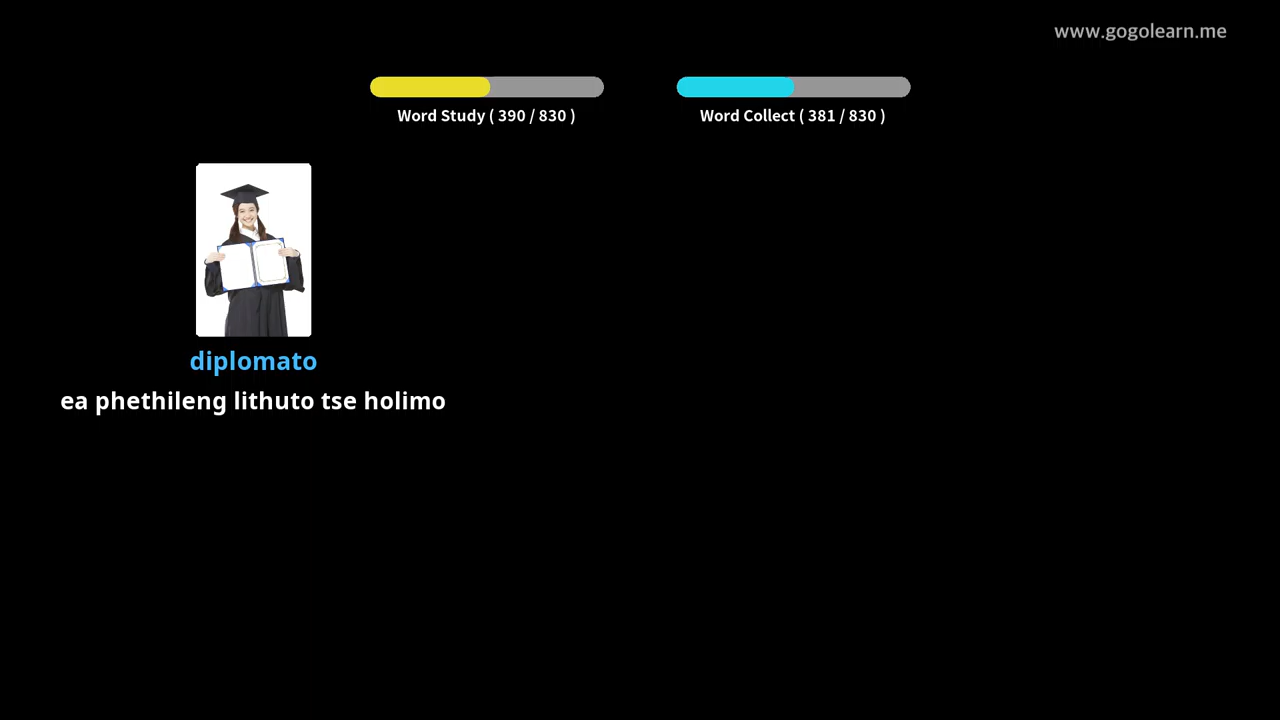 www.gogolearn.me
Word Study ( 390 / 830 )
Word Collect ( 381 / 830 )
diplomato
ea phethileng lithuto tse holimo